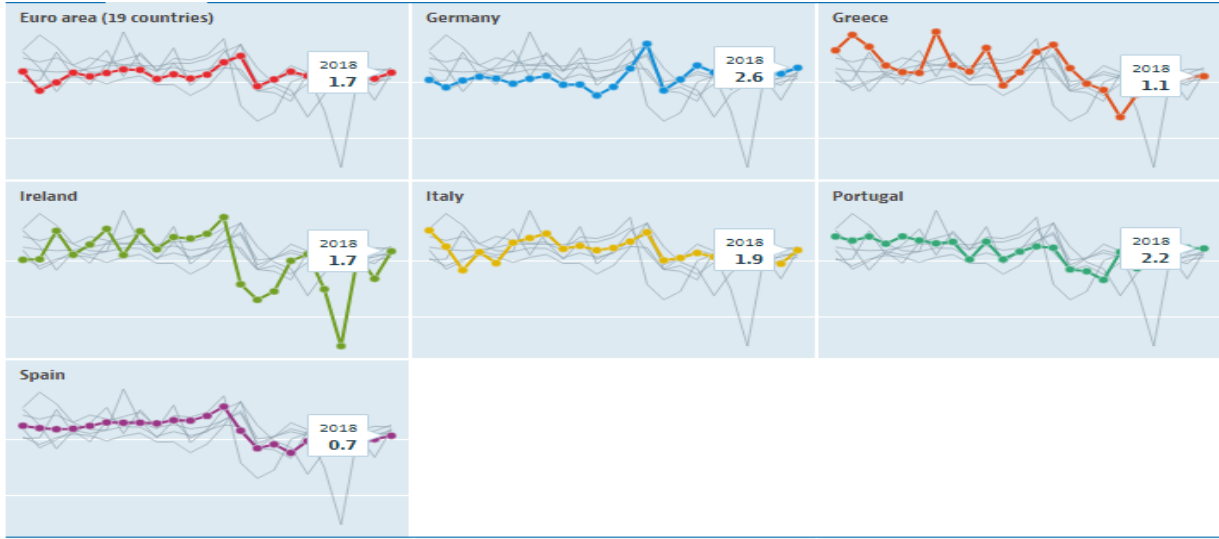 Euro area (19 countries)
2018
1.7
Germany
2018
2.6
Greece
2018
1.1
Ireland
2018
1.7
Italy
2018
1.9
Portugal
2018
2.2
Spain
2018
0.7